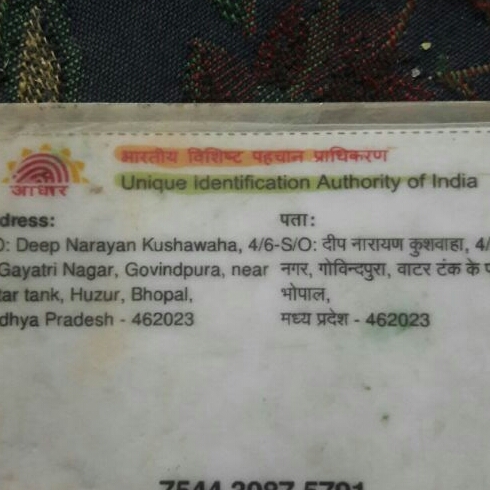 भारतीय विशिष्ट पहचान प्राधिकरण
आधार
Unique Identification Authority of India
dress:
O: Deep Narayan Kushawaha, 4/6-
Gayatri Nagar, Govindpura, near
tar tank, Huzur, Bhopal,
dhya Pradesh - 462023
पता:
S/O: दीप नारायण कुशवाहा, 4/
नगर, गोविन्दपुरा, वाटर टंक के
भोपाल,
मध्य प्रदेश - 462023